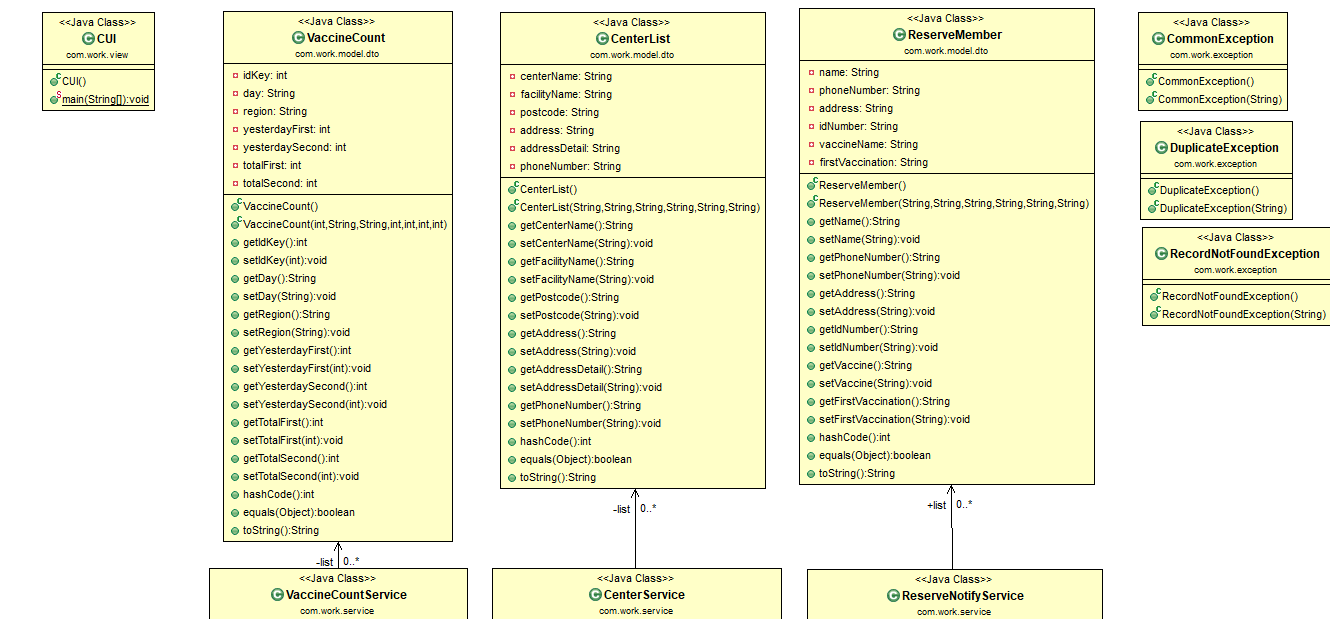 <<Java Class>>
CUI
com.work.view
CUI()
main(String[]):void
<<Java Class>>
VaccineCount
com.work.model.dto
idKey: int
day: String
region: String
yesterdayFirst: int
yesterdaySecond: int
totalFirst: int
totalSecond: int
VaccineCount()
VaccineCount(int,String,String,int,int,int,int)
getIdKey():int
setIdKey(int):void
getDay():String
setDay(String):void
getRegion():String
setRegion(String):void
getYesterdayFirst():int
setYesterdayFirst(int):void
getYesterdaySecond():int
setYesterdaySecond(int):void
getTotalFirst():int
setTotalFirst(int):void
getTotalSecond():int
setTotalSecond(int):void
hashCode():int
equals(Object):boolean
toString():String
-list 0..*
<<Java Class>>
VaccineCountService
com.work.service
<<Java Class>>
CenterList
com.work.model.dto
centerName: String
facilityName: String
postcode: String
address: String
addressDetail: String
phoneNumber: String
CenterList()
CenterList(String,String,String,String,String,String)
getCenterName():String
setCenterName(String):void
getFacilityName():String
setFacilityName(String):void
getPostcode():String
setPostcode(String):void
getAddress():String
setAddress(String):void
getAddressDetail():String
setAddressDetail(String):void
getPhoneNumber():String
setPhoneNumber(String):void
hashCode():int
equals(Object):boolean
toString():String
-list 0..*
<<Java Class>>
CenterService
com.work.service
<<Java Class>>
ReserveMember
com.work.model.dto
name: String
phoneNumber: String
address: String
idNumber: String
vaccineName: String
firstVaccination: String
ReserveMember()
ReserveMember(String,String,String,String,String,String)
getName():String
setName(String):void
getPhoneNumber():String
setPhoneNumber(String):void
getAddress():String
setAddress(String):void
getIdNumber():String
setIdNumber(String):void
getVaccine():String
setVaccine(String):void
getFirstVaccination():String
setFirstVaccination(String):void
hashCode():int
equals(Object):boolean
toString():String
+list 0..*
<<Java Class>>
ReserveNotifyService
com.work.service
<<Java Class>>
CommonException
com.work.exception
CommonException()
CommonException(String)
<<Java Class>>
DuplicateException
com.work.exception
DuplicateException()
DuplicateException(String)
<<Java Class>>
RecordNotFoundException
com.work.exception
RecordNotFoundException()
RecordNotFoundException(String)